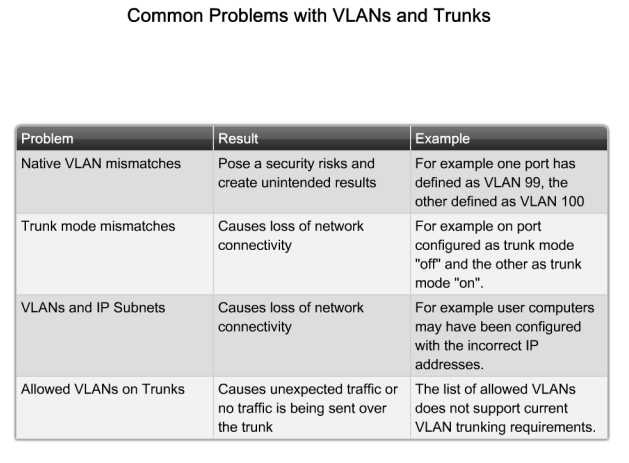 Common Problems with VLANs and Trunks
Problem
Result
Example
Native VLAN mismatches
Pose a security risks and
create unintended results
For example one port has
defined as VLAN 99, the
other defined as VLAN 100
Trunk mode mismatches
Causes loss of network
connectivity
For example on port
configured as trunk mode
"off" and the other as trunk
mode "on".
VLANs and IP Subnets
Causes loss of network
connectivity
For example user computers
may have been configured
with the incorrect IP
addresses.
Allowed VLANs on Trunks
Causes unexpected traffic or
no traffic is being sent over
the trunk
The list of allowed VLANs
does not support current
VLAN trunking requirements.